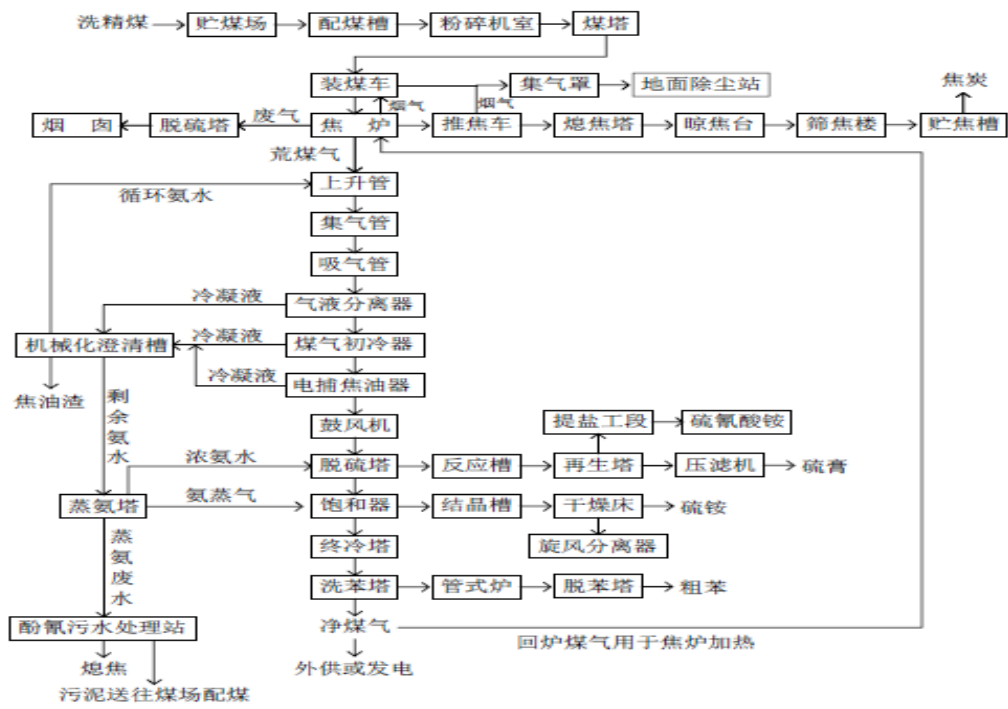 洗精煤 贮煤场 配煤槽 粉碎机室 煤塔
装煤车 集气罩 地面除尘站 焦炭
烟气 烟气
烟囱 脱硫塔 废气 焦炉 推焦车 熄焦塔 晾焦台 筛焦楼 贮焦槽
荒煤气
上升管
循环氨水
集气管
吸气管
冷凝液 气液分离器
机械化澄清槽 冷凝液 煤气初冷器
冷凝液 电捕焦油器
焦油渣
剩余氨水
鼓风机 提盐工段 硫氰酸铵
浓氨水 脱硫塔 反应槽 再生塔 压滤机 硫膏
蒸氨塔 氨蒸气 饱和器 结晶槽 干燥床 硫铵
蒸氨废水
终冷塔 旋风分离器
洗苯塔 管式炉 脱苯塔 粗苯
酚氰污水处理站 净煤气 回炉煤气用于焦炉加热
熄焦 外供或发电
污泥送往煤场配煤